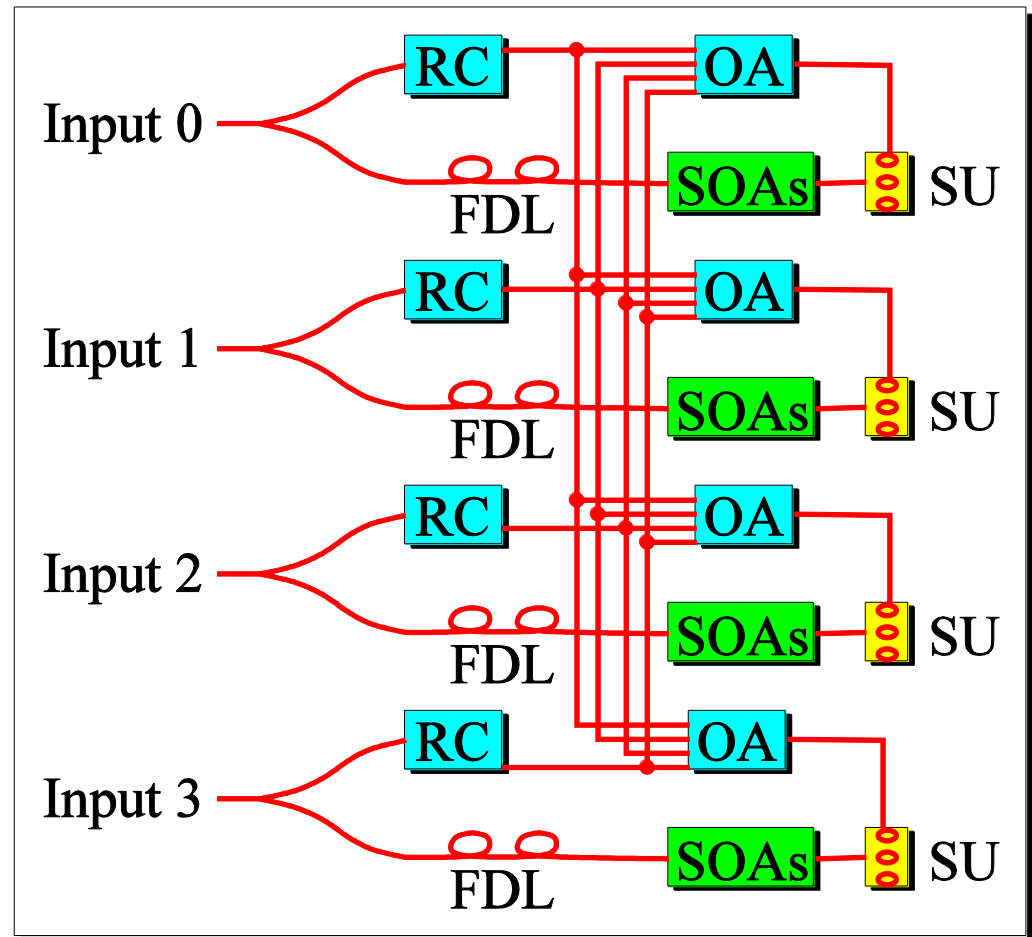 RC OA
Input 0
SOAs SU
FDL
RC OA
Input 1
SOAs SU
FDL
RC OA
Input 2
SOAs SU
FDL
RC OA
Input 3
SOAs SU
FDL